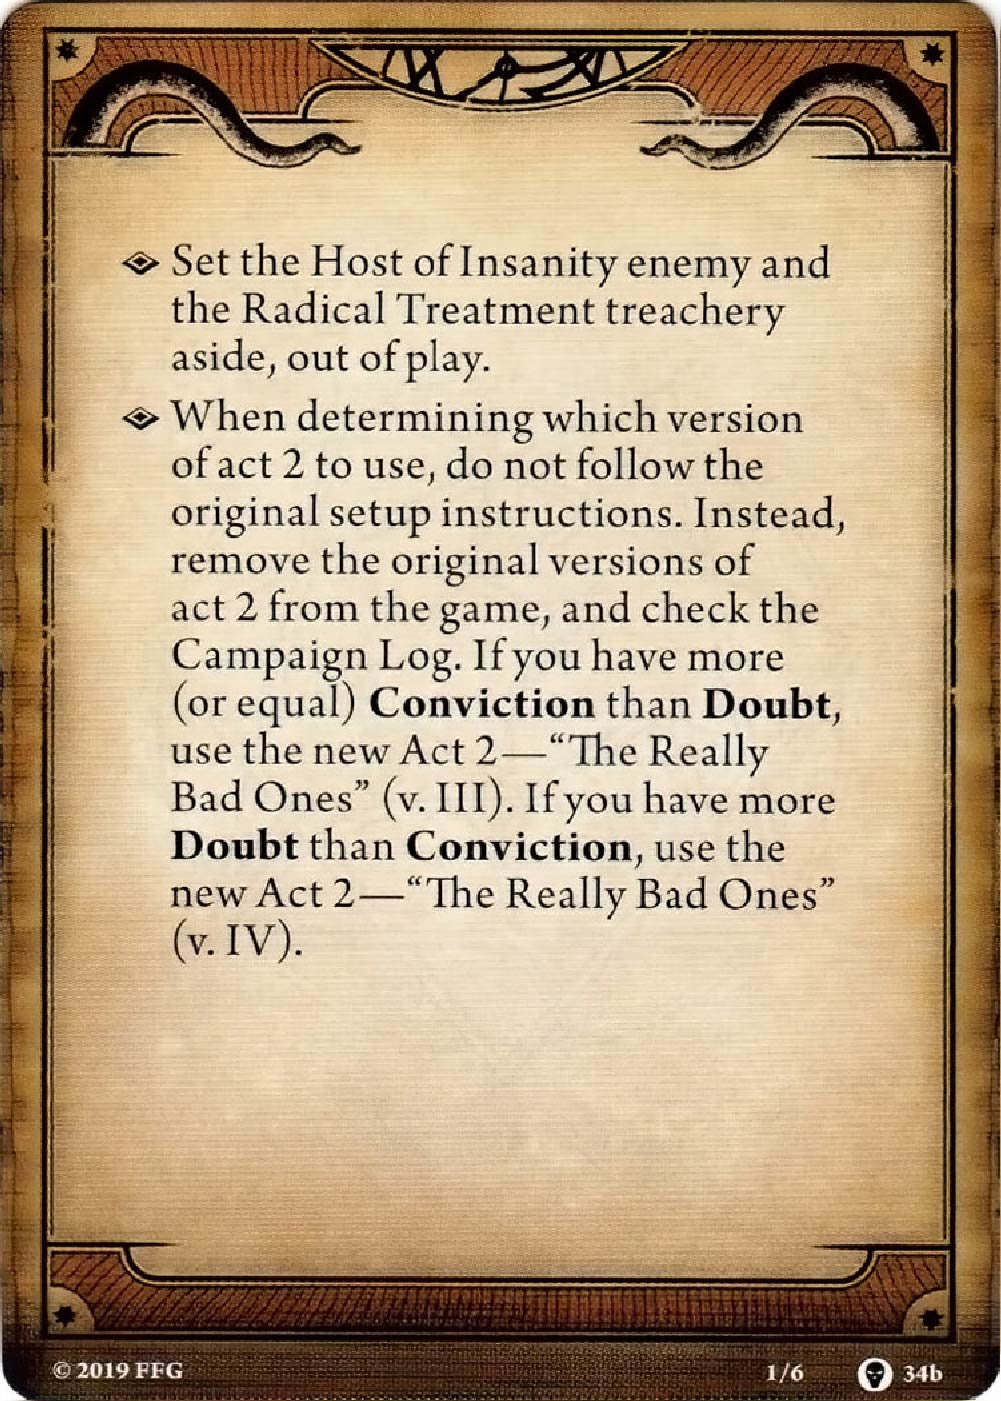 Set the Host of Insanity enemy and
the Radical Treatment treachery
aside, out of play.
When determining which version
of act 2 to use, do not follow the
original setup instructions. Instead,
remove the original versions of
act 2 from the game, and check the
Campaign Log. If you have more
(or equal) Conviction than Doubt,
use the new Act 2—“The Really
Bad Ones” (v. III). If you have more
Doubt than Conviction, use the
new Act 2—“The Really Bad Ones”
(v. IV).
© 2019 FFG 1/6 34b